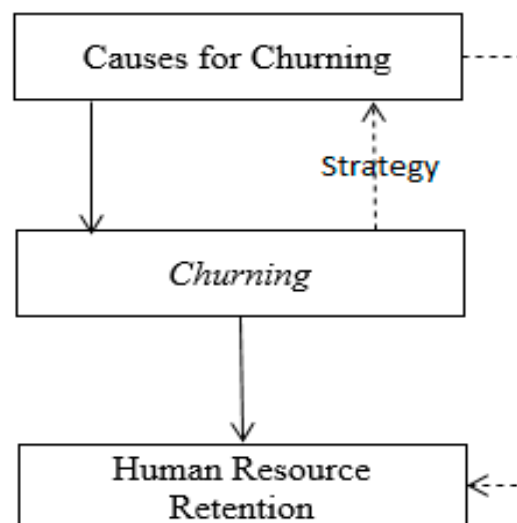 Causes for Churning
Strategy
Churning
Human Resource
Retention